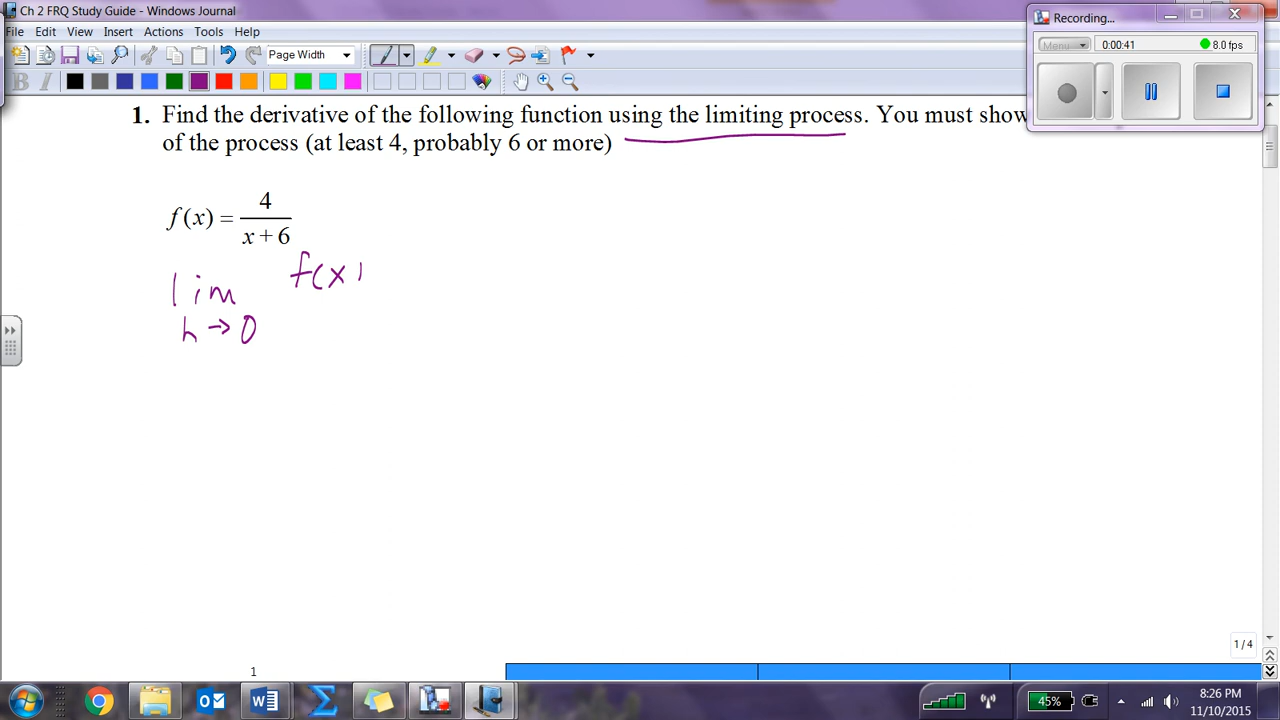 Ch 2 FRQ Study Guide - Windows Journal
Recording...
File Edit View Insert Actions Tools Help
Menu 0:00:41 8.0 fps
Page Width
B I
1. Find the derivative of the following function using the limiting process. You must show
of the process (at least 4, probably 6 or more)
f(x) = 4
x + 6
lim f(x)
h → 0
1 / 4
1
W Σ
45%
8:26 PM
11/10/2015